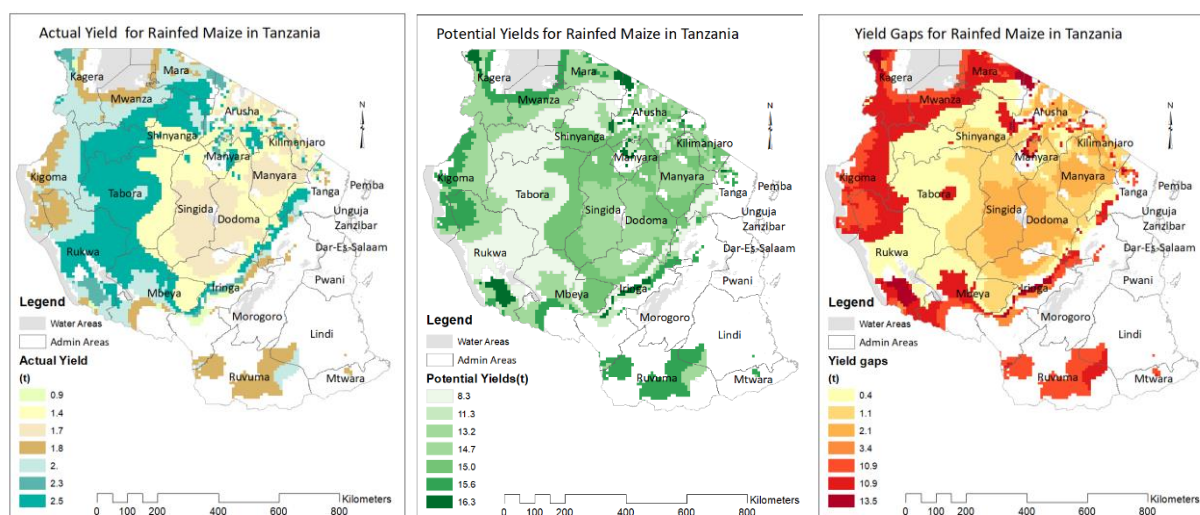 Actual Yield for Rainfed Maize in Tanzania
Kagera
Mara
Mwanza
Arusha
N
Shinyanga
Kilimanjaro
Manyara
Kigoma
Manyara
Tabora
Tanga
Pemba
Singida
Dodoma
Unguja
Zanzibar
Dar-Es-Salaam
Rukwa
Pwani
Mbeya
Iringa
Morogoro
Lindi
Ruvuma
Mtwara
Legend
Water Areas
Admin Areas
Actual Yield
(t)
0.9
1.4
1.7
1.8
2.
2.3
2.5
Kilometers
0 200 400 600 800
Potential Yields for Rainfed Maize in Tanzania
Kagera
Mara
Mwanza
Arusha
N
Shinyanga
Kilimanjaro
Manyara
Kigoma
Manyara
Tabora
Tanga
Pemba
Singida
Dodoma
Unguja
Zanzibar
Dar-Es-Salaam
Rukwa
Pwani
Mbeya
Iringa
Morogoro
Lindi
Ruvuma
Mtwara
Legend
Water Areas
Admin Areas
Potential Yields(t)
8.3
11.3
13.2
14.7
15.0
15.6
16.3
Kilometers
0 100 200 400 600 800
Yield Gaps for Rainfed Maize in Tanzania
Kagera
Mara
Mwanza
Arusha
N
Shinyanga
Kilimanjaro
Manyara
Kigoma
Manyara
Tabora
Tanga
Pemba
Singida
Dodoma
Unguja
Zanzibar
Dar-Es-Salaam
Rukwa
Pwani
Mbeya
Iringa
Morogoro
Lindi
Ruvuma
Mtwara
Legend
Water Areas
Admin Areas
Yield gaps
(t)
0.4
1.1
2.1
3.4
10.9
10.9
13.5
Kilometers
0 100 200 400 600 800